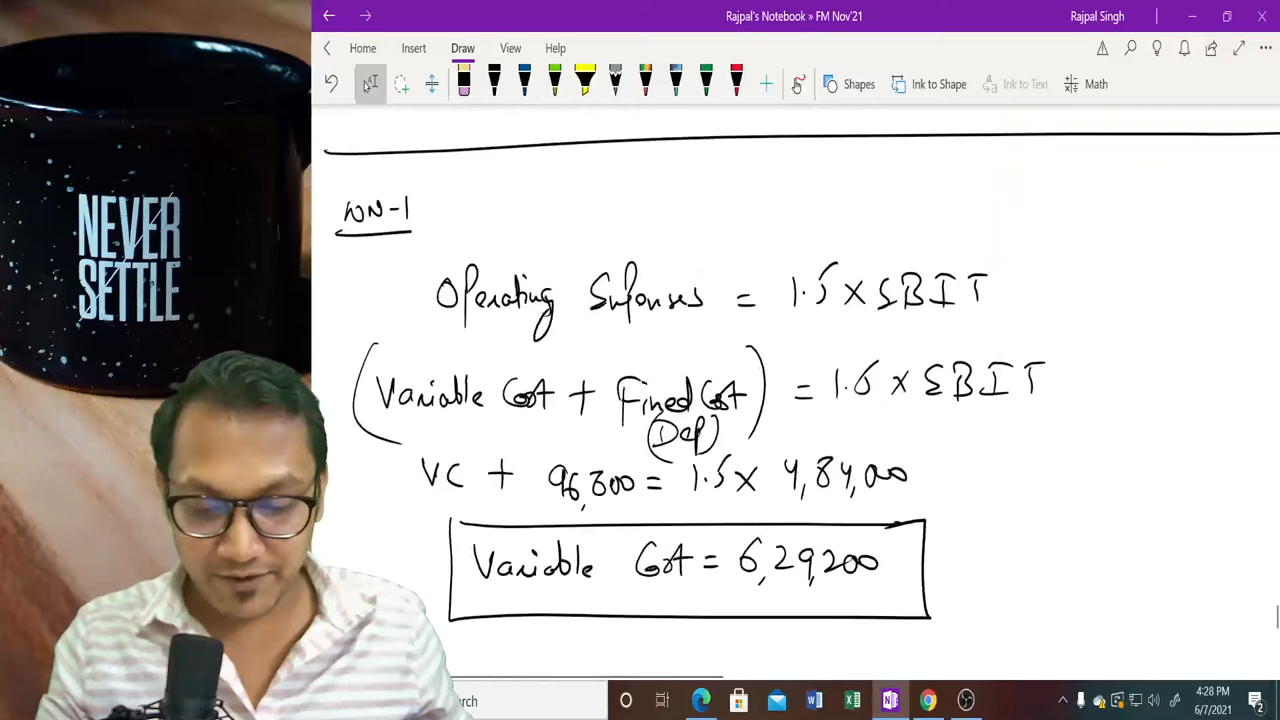 Rajpal's Notebook » FM Nov'21
Rajpal Singh
Home Insert Draw View Help
Shapes Ink to Shape Ink to Text Math
NEVER
SETTLE
WN-1
Operating Expenses = 1.5 × EBIT
(Variable Cost + Fixed Cost) = 1.5 × EBIT
(Dep)
VC + 96,800 = 1.5 × 4,84,000
Variable Cost = 6,29,200
arch
4:28 PM
6/7/2021
2